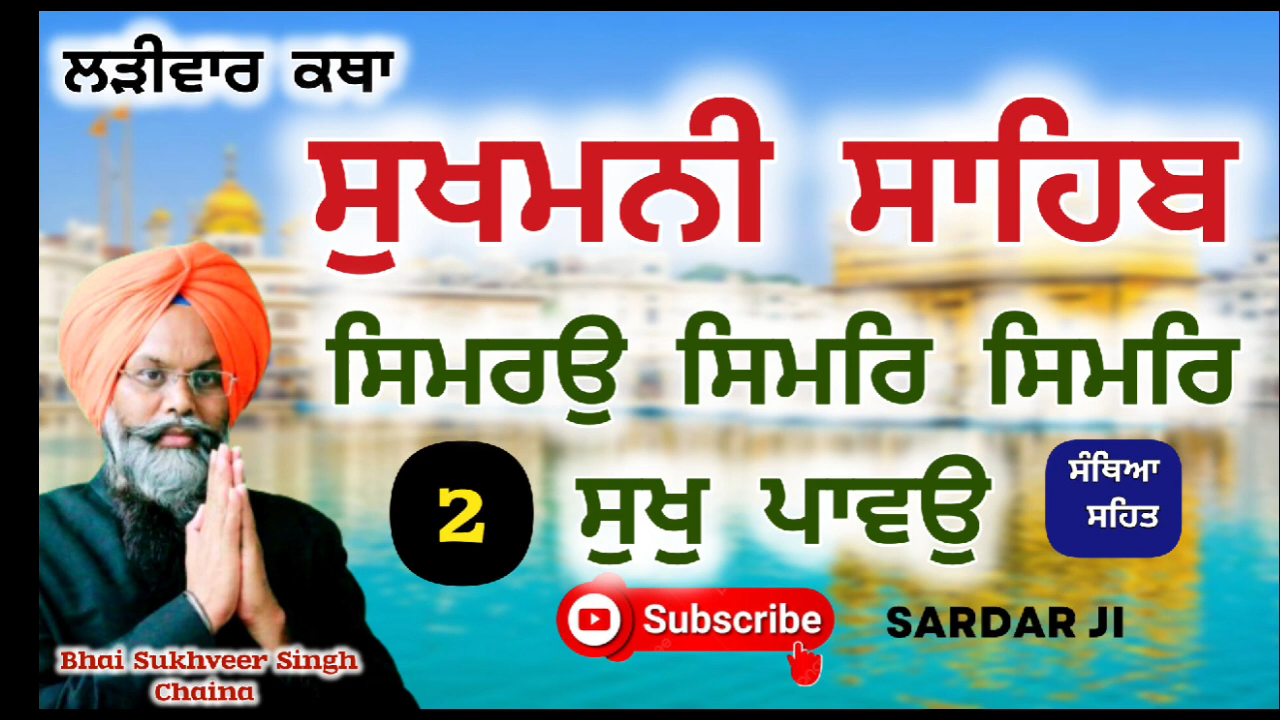 ਲੜੀਵਾਰ ਕਥਾ
ਸੁਖਮਨੀ ਸਾਹਿਬ
ਸਿਮਰਉ ਸਿਮਰਿ ਸਿਮਰਿ
2 ਸੁਖੁ ਪਾਵਉ
ਸੰਥਿਆ
ਸਹਿਤ
Subscribe
SARDAR JI
Bhai Sukhveer Singh
Chaina